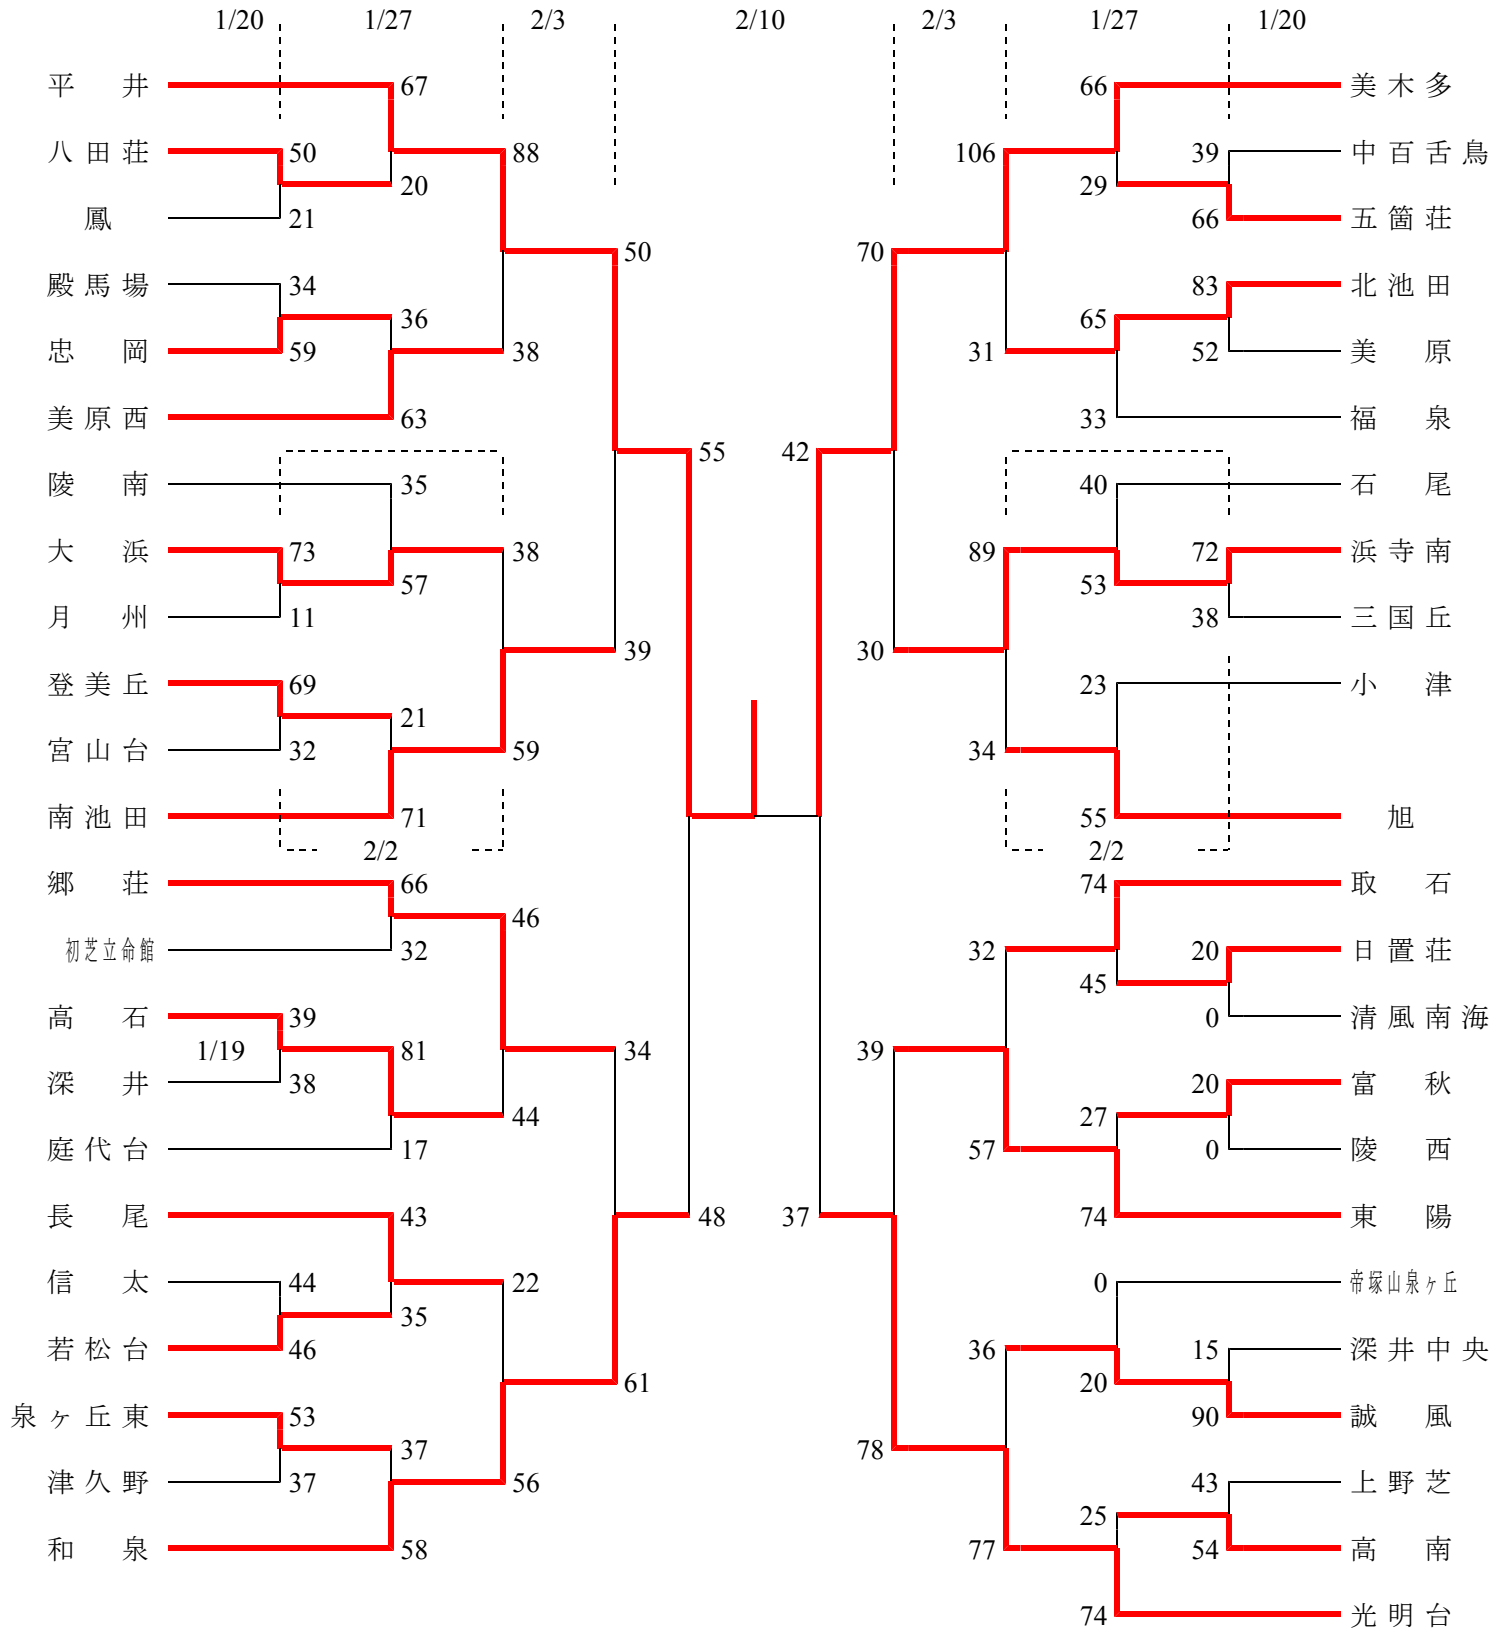 1/20 1/27 2/3 2/10 2/3 1/27 1/20
平井 67 66 美木多
八田荘 50 88 106 39 中百舌鳥
20 29
鳳 21 66 五箇荘
50 70
殿馬場 34 83 北池田
36 65
忠岡 59 38 31 52 美原
美原西 63 33 福泉
55 42
陵南 35 40 石尾
大浜 73 38 89 72 浜寺南
57 53
月州 11 38 三国丘
39 30
登美丘 69 23 小津
21
宮山台 32 59 34
南池田 71 55 旭
2/2 2/2
郷荘 66 74 取石
46
初芝立命館 32 32 20 日置荘
45
高石 39 0 清風南海
1/19 81 34 39
深井 38 20 富秋
44 27
庭代台 17 57 0 陵西
長尾 43 48 37 74 東陽
信太 44 22 0 帝塚山泉ヶ丘
35
若松台 46 36 15 深井中央
61 20
泉ヶ丘東 53 90 誠風
37 78
津久野 37 56 43 上野芝
25
和泉 58 77 54 高南
74 光明台